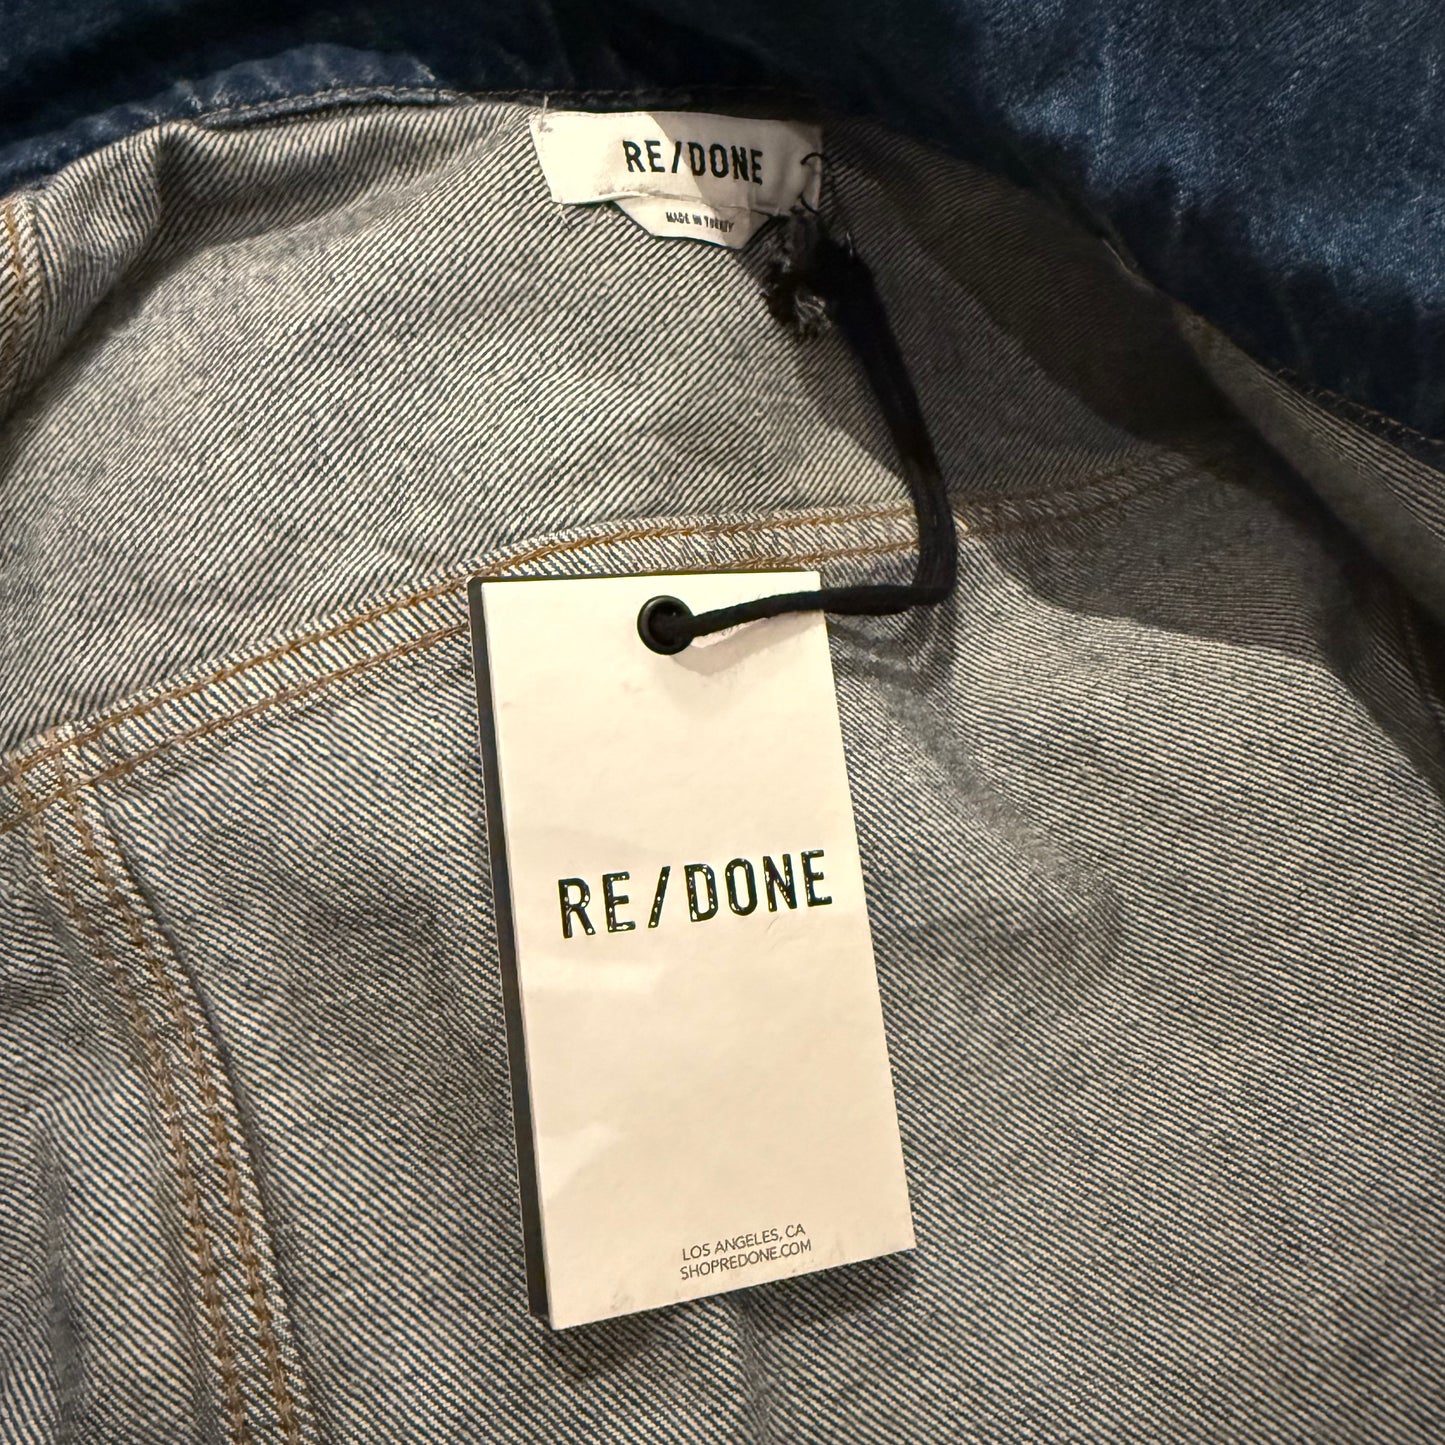 RE/DONE
MADE IN TURKEY
RE/DONE
LOS ANGELES, CA
SHOPREDONE.COM